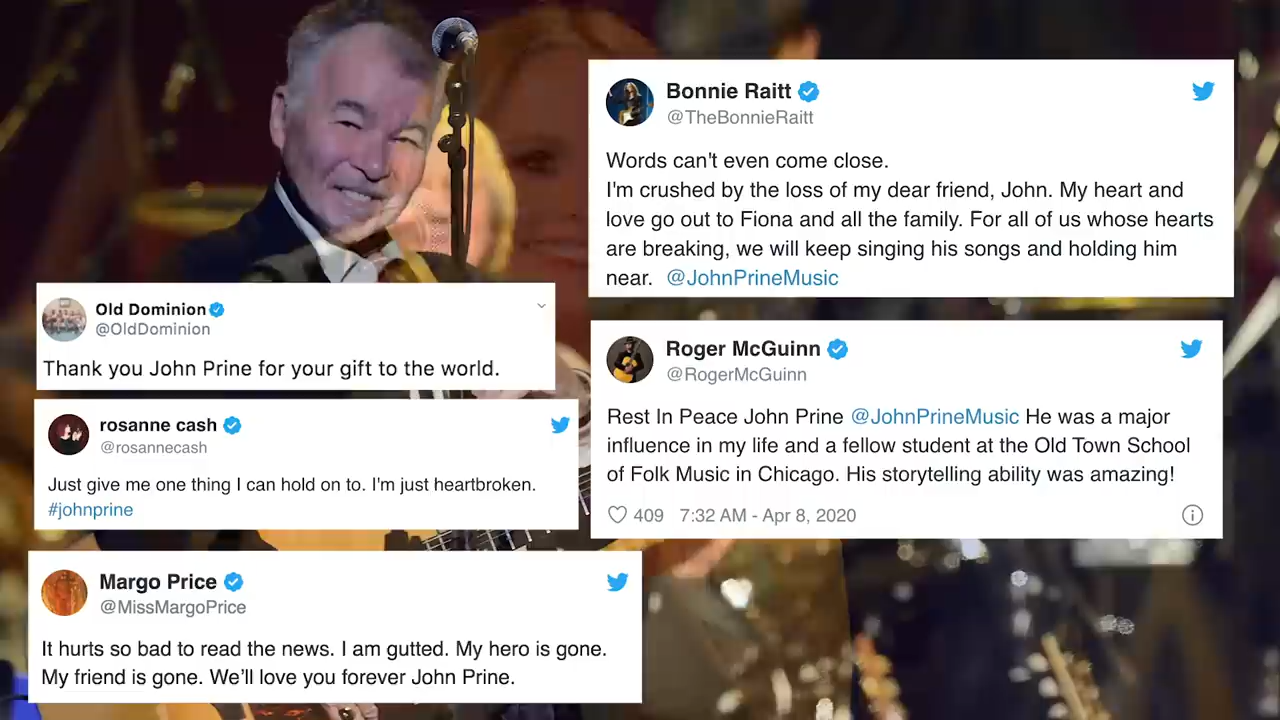 Bonnie Raitt
@TheBonnieRaitt
Words can't even come close.
I'm crushed by the loss of my dear friend, John. My heart and
love go out to Fiona and all the family. For all of us whose hearts
are breaking, we will keep singing his songs and holding him
near. @JohnPrineMusic
Old Dominion
@OldDominion
Thank you John Prine for your gift to the world.
rosanne cash
@rosannecash
Just give me one thing I can hold on to. I'm just heartbroken.
#johnprine
Margo Price
@MissMargoPrice
It hurts so bad to read the news. I am gutted. My hero is gone.
My friend is gone. We’ll love you forever John Prine.
Roger McGuinn
@RogerMcGuinn
Rest In Peace John Prine @JohnPrineMusic He was a major
influence in my life and a fellow student at the Old Town School
of Folk Music in Chicago. His storytelling ability was amazing!
409 7:32 AM - Apr 8, 2020